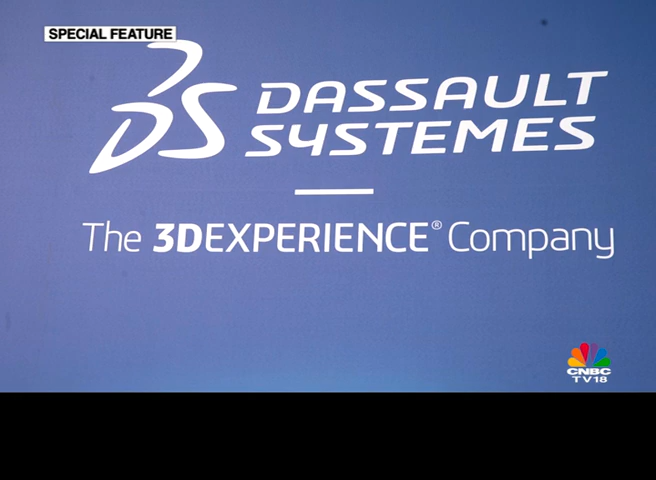 SPECIAL FEATURE
DASSAULT
SYSTEMES
The 3DEXPERIENCE® Company
CNBC
TV18